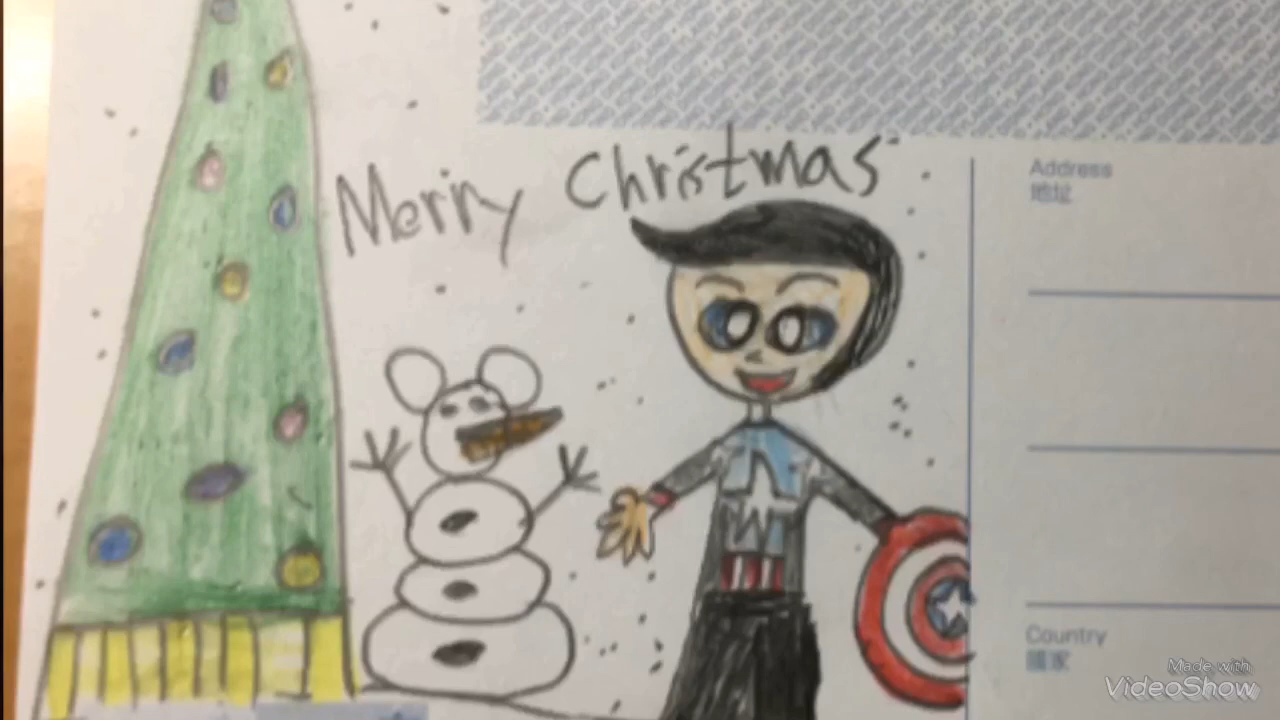 Merry Christmas
Address
地址
Country
國家
Made with
VideoShow